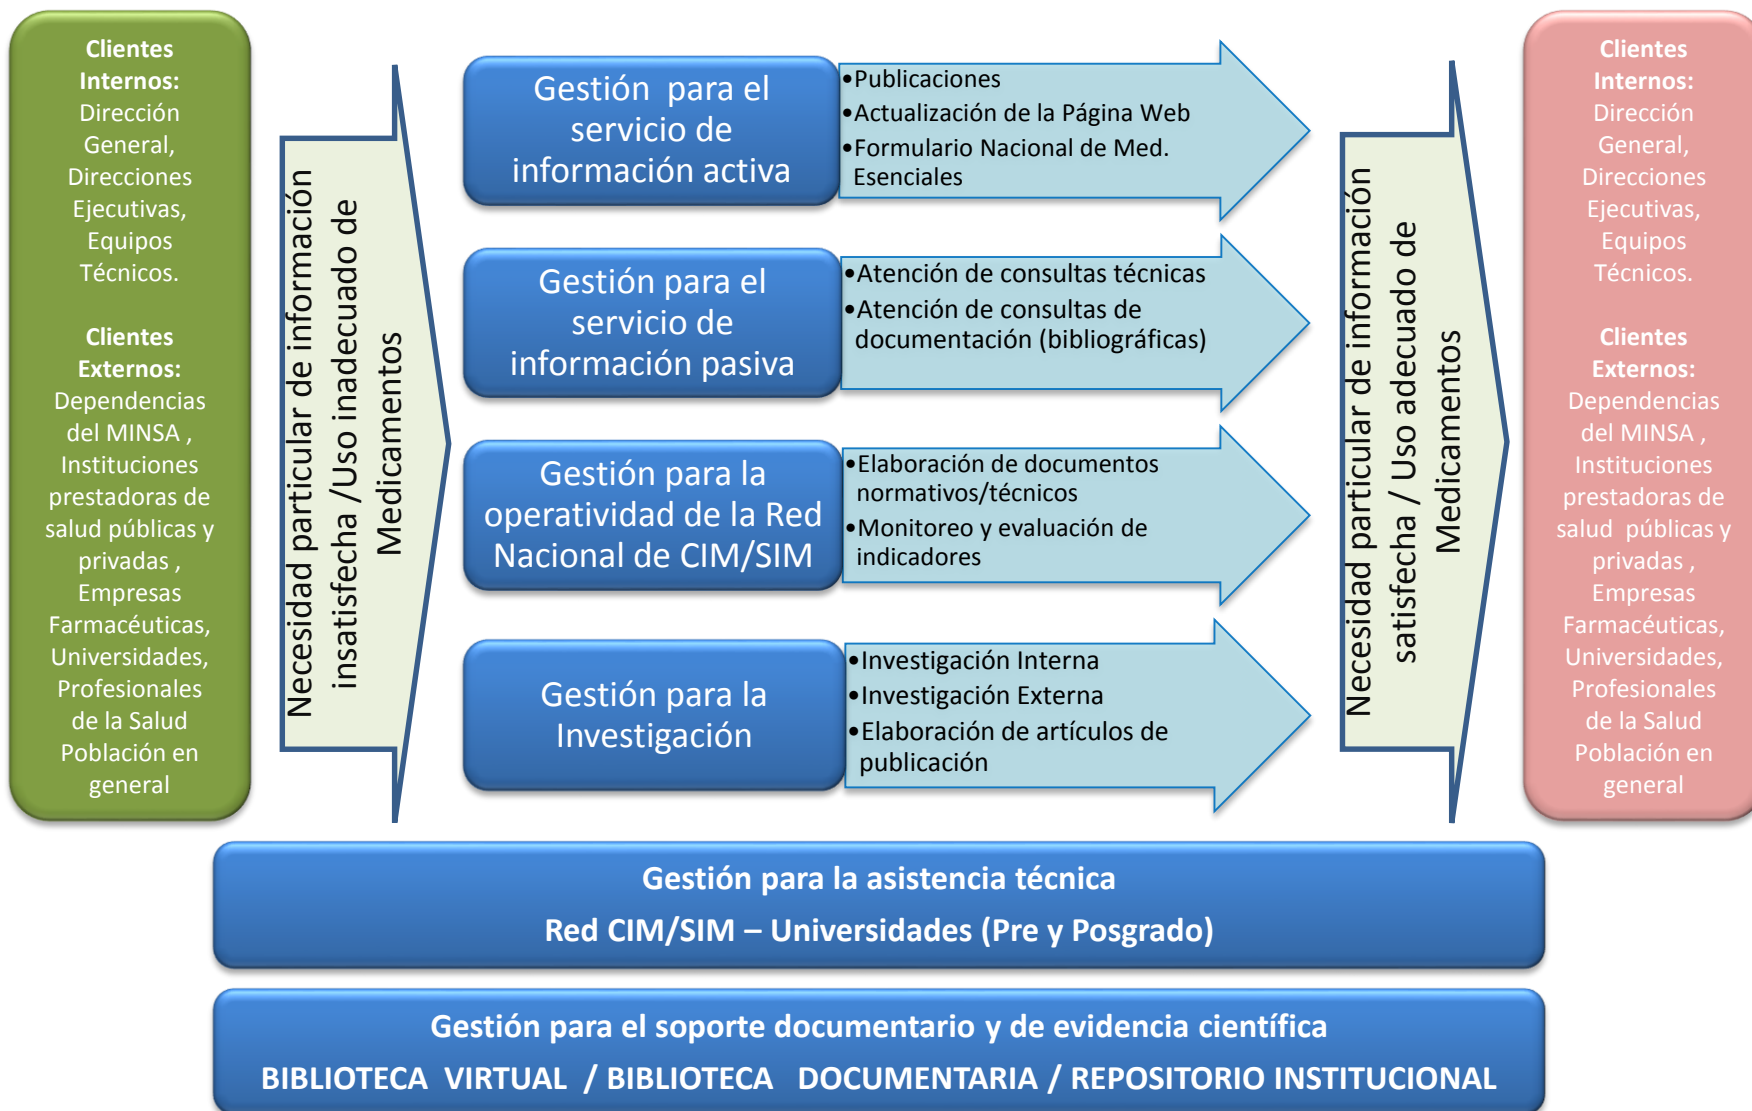 Clientes
Internos:
Dirección
General,
Direcciones
Ejecutivas,
Equipos
Técnicos.
Clientes
Externos:
Dependencias
del MINSA ,
Instituciones
prestadoras de
salud públicas y
privadas ,
Empresas
Farmacéuticas,
Universidades,
Profesionales
de la Salud
Población en
general
Necesidad particular de información
insatisfecha /Uso inadecuado de
Medicamentos
Gestión para el
servicio de
información activa
•Publicaciones
•Actualización de la Página Web
•Formulario Nacional de Med.
Esenciales
Gestión para el
servicio de
información pasiva
•Atención de consultas técnicas
•Atención de consultas de
documentación (bibliográficas)
Gestión para la
operatividad de la Red
Nacional de CIM/SIM
•Elaboración de documentos
normativos/técnicos
•Monitoreo y evaluación de
indicadores
Gestión para la
Investigación
•Investigación Interna
•Investigación Externa
•Elaboración de artículos de
publicación
Necesidad particular de información
satisfecha / Uso adecuado de
Medicamentos
Clientes
Internos:
Dirección
General,
Direcciones
Ejecutivas,
Equipos
Técnicos.
Clientes
Externos:
Dependencias
del MINSA ,
Instituciones
prestadoras de
salud públicas y
privadas ,
Empresas
Farmacéuticas,
Universidades,
Profesionales
de la Salud
Población en
general
Gestión para la asistencia técnica
Red CIM/SIM – Universidades (Pre y Posgrado)
Gestión para el soporte documentario y de evidencia científica
BIBLIOTECA VIRTUAL / BIBLIOTECA DOCUMENTARIA / REPOSITORIO INSTITUCIONAL